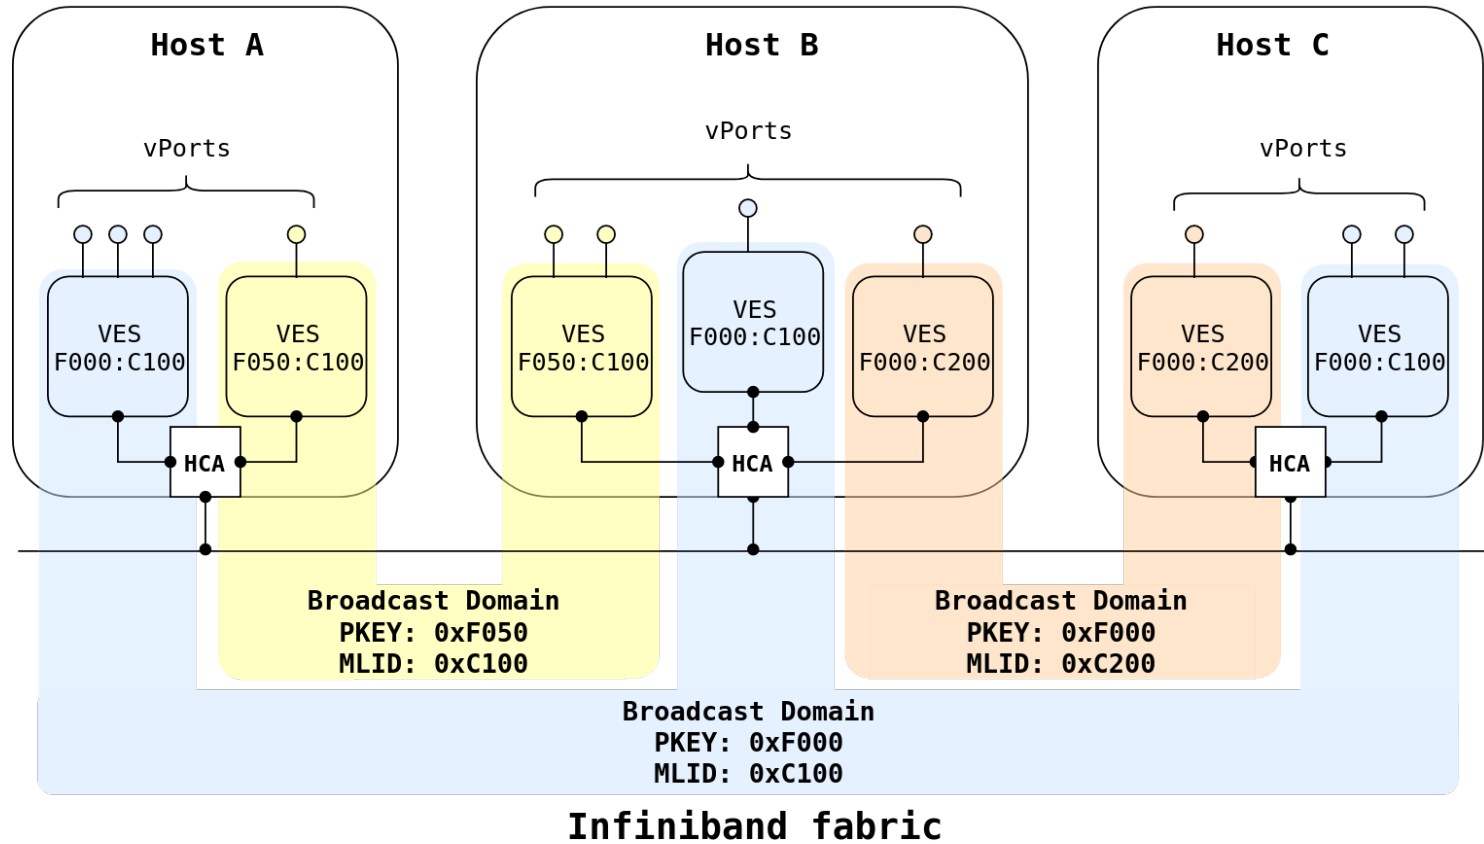 Host A
Host B
Host C
vPorts
vPorts
vPorts
VES
F000:C100
VES
F050:C100
VES
F050:C100
VES
F000:C100
VES
F000:C200
VES
F000:C200
VES
F000:C100
HCA
HCA
HCA
Broadcast Domain
PKEY: 0xF050
MLID: 0xC100
Broadcast Domain
PKEY: 0xF000
MLID: 0xC200
Broadcast Domain
PKEY: 0xF000
MLID: 0xC100
Infiniband fabric